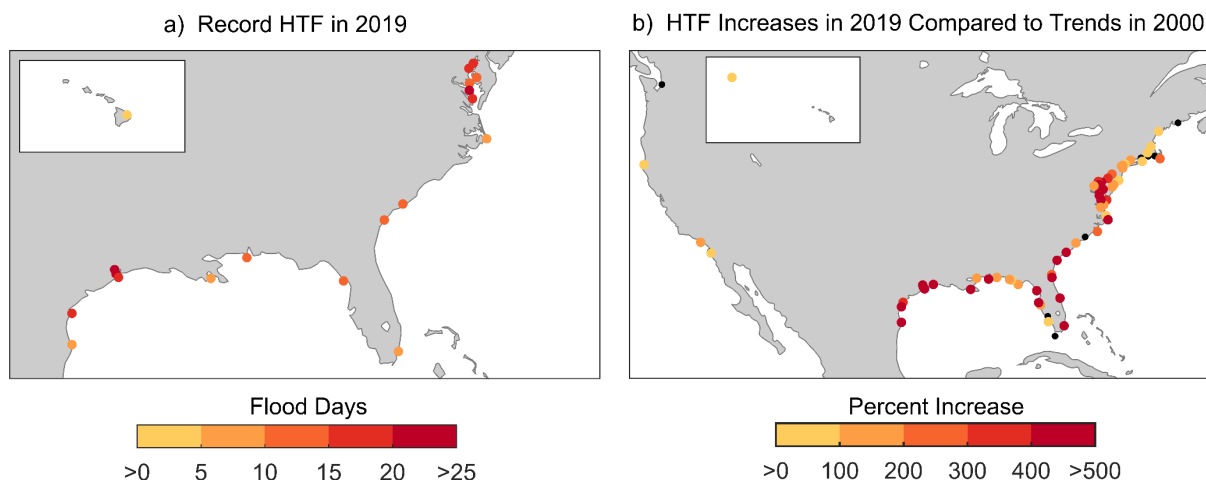 a) Record HTF in 2019
b) HTF Increases in 2019 Compared to Trends in 2000
Flood Days
>0 5 10 15 20 >25
Percent Increase
>0 100 200 300 400 >500